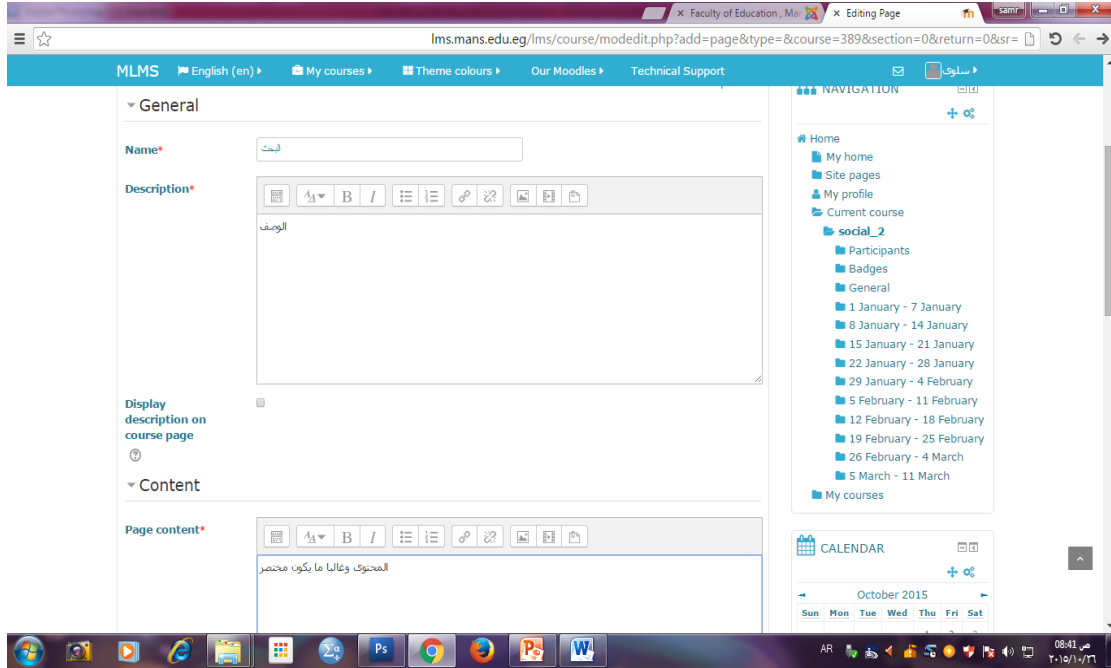 Faculty of Education , Mar
Editing Page
samr
lms.mans.edu.eg/lms/course/modedit.php?add=page&type=&course=389&section=0&return=0&sr=
MLMS
English (en)
My courses
Theme colours
Our Moodles
Technical Support
سلوى
General
Name*
البحث
Description*
B I
الوصف
Display
description on
course page
Content
Page content*
B I
المحتوى وغالبا ما يكون مختصر
NAVIGATION
Home
My home
Site pages
My profile
Current course
social_2
Participants
Badges
General
1 January - 7 January
8 January - 14 January
15 January - 21 January
22 January - 28 January
29 January - 4 February
5 February - 11 February
12 February - 18 February
19 February - 25 February
26 February - 4 March
5 March - 11 March
My courses
CALENDAR
October 2015
Sun Mon Tue Wed Thu Fri Sat
Ps
AR
08:41 ص
٢٠١٥/١٠/٢٦